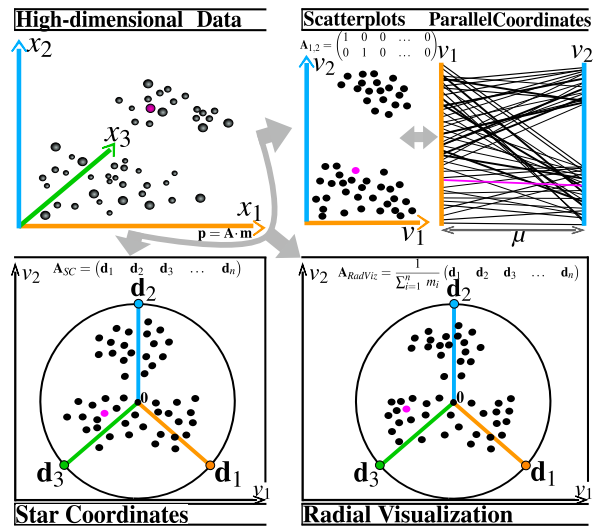 High-dimensional Data
x₂
x₃
x₁
p = A · m
Scatterplots ParallelCoordinates
A₁,₂ = (1 0 0 … 0
0 1 0 … 0)
v₂
v₁
v₁ v₂
μ
v₂
A_SC = (d₁ d₂ d₃ … dₙ)
d₂
0
d₃
d₁
v₁
Star Coordinates
v₂
A_RadViz = 1/∑ⁿᵢ₌₁ mᵢ (d₁ d₂ d₃ … dₙ)
d₂
0
d₃
d₁
v₁
Radial Visualization